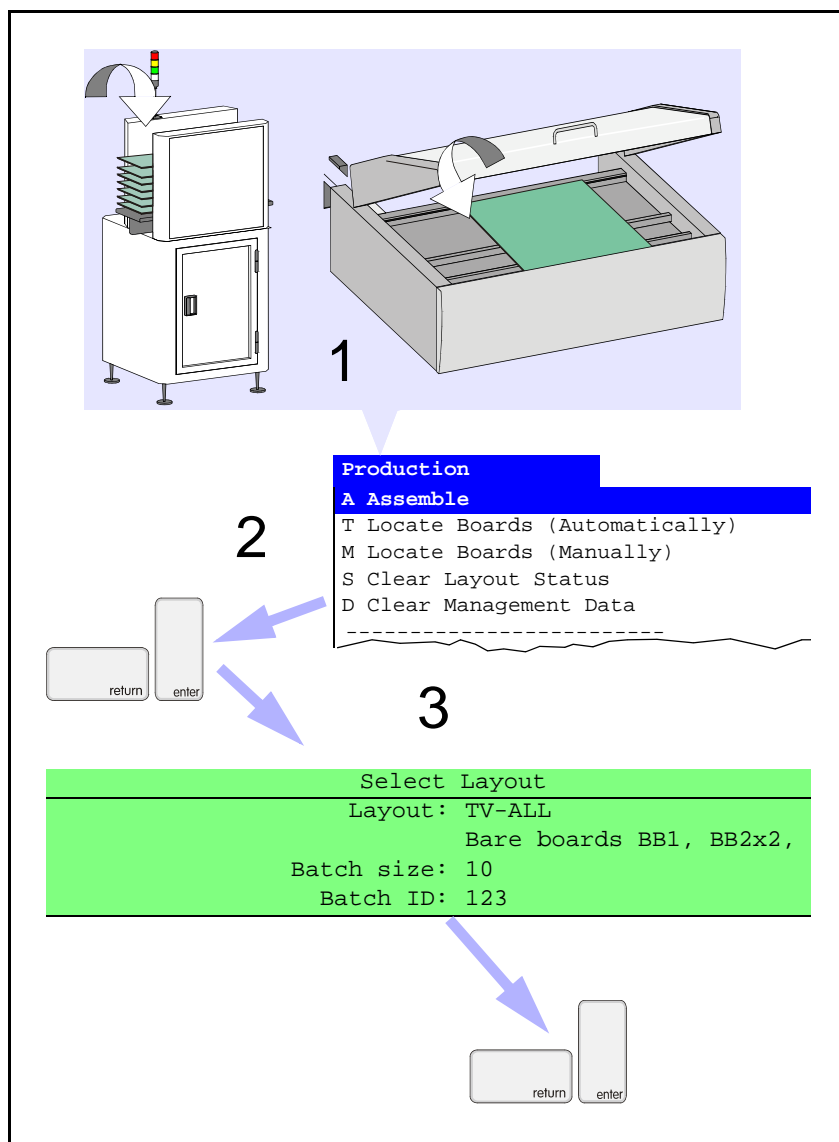 1
Production
A Assemble
T Locate Boards (Automatically)
M Locate Boards (Manually)
S Clear Layout Status
D Clear Management Data
-------------------------
2
return
enter
3
Select Layout
Layout: TV-ALL
Bare boards BB1, BB2x2,
Batch size: 10
Batch ID: 123
return
enter